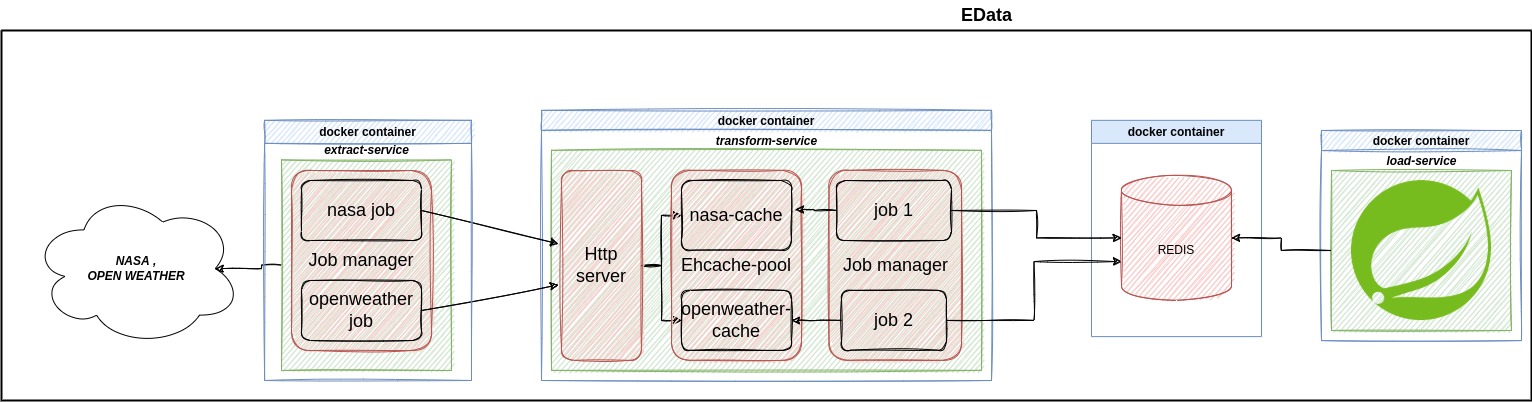 EData
docker container
extract-service
nasa job
Job manager
openweather
job
NASA ,
OPEN WEATHER
docker container
transform-service
Http
server
nasa-cache
Ehcache-pool
openweather-
cache
job 1
Job manager
job 2
docker container
REDIS
docker container
load-service